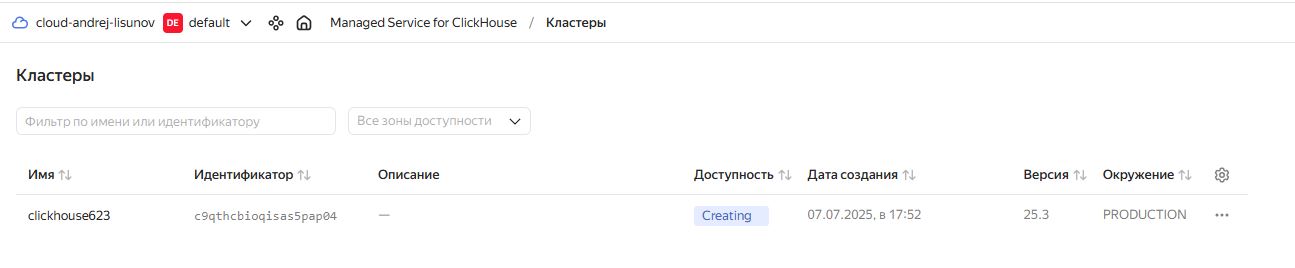 cloud-andrej-lisunov DE default Managed Service for ClickHouse / Кластеры
Кластеры
Фильтр по имени или идентификатору Все зоны доступности
Имя Идентификатор Описание Доступность Дата создания Версия Окружение
clickhouse623 c9qthcbioqisas5pap04 — Creating 07.07.2025, в 17:52 25.3 PRODUCTION